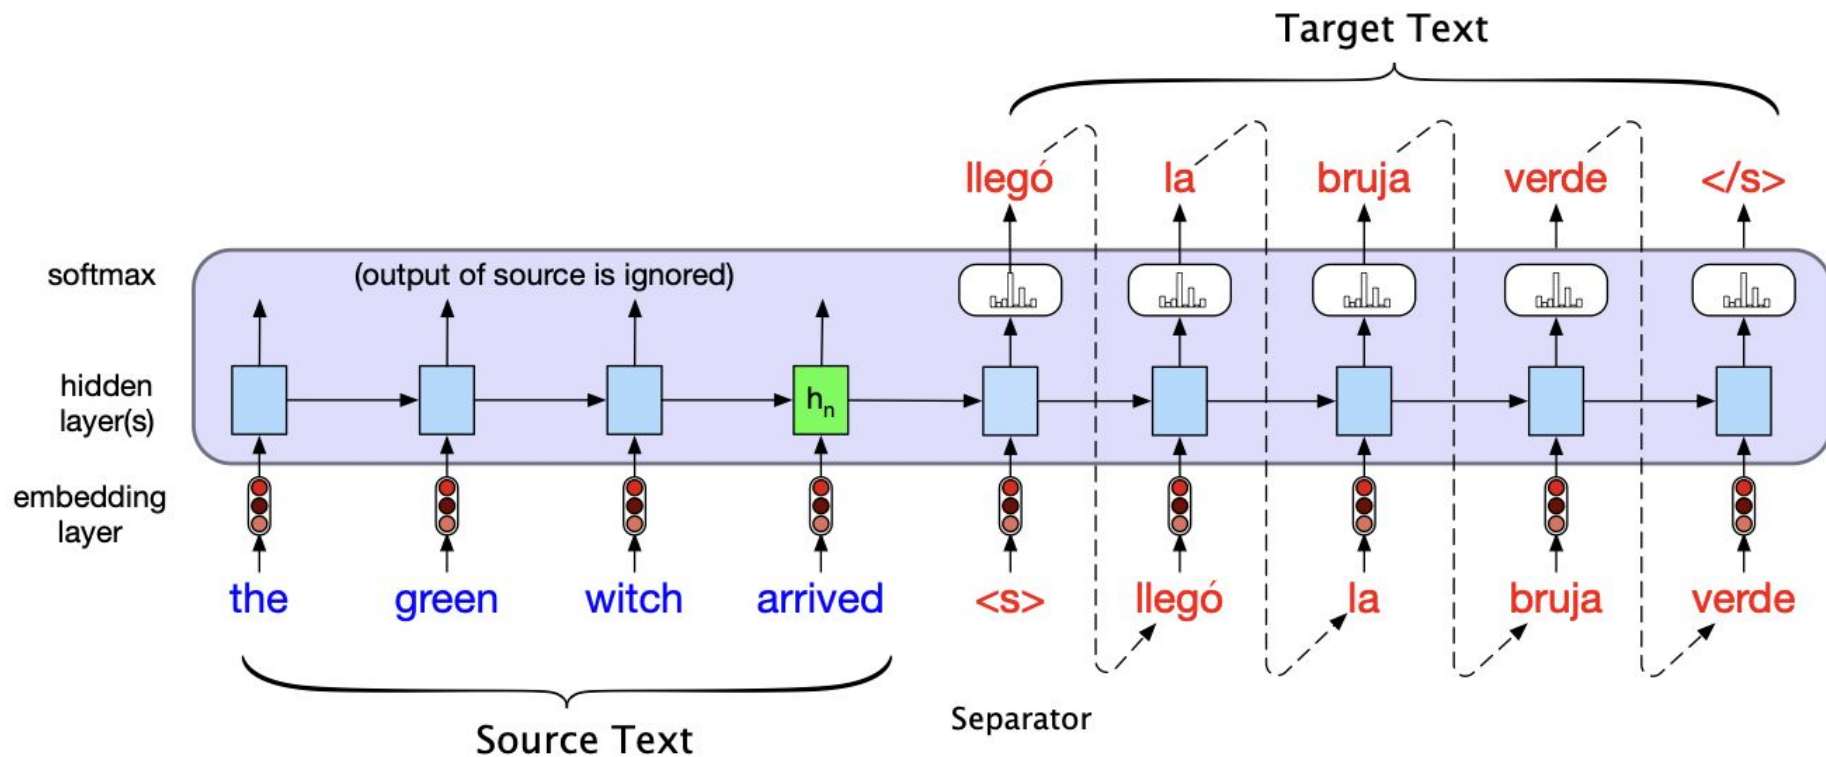 Target Text
llegó la bruja verde </s>
softmax (output of source is ignored)
hidden
layer(s)
hn
embedding
layer
the green witch arrived <s> llegó la bruja verde
Separator
Source Text